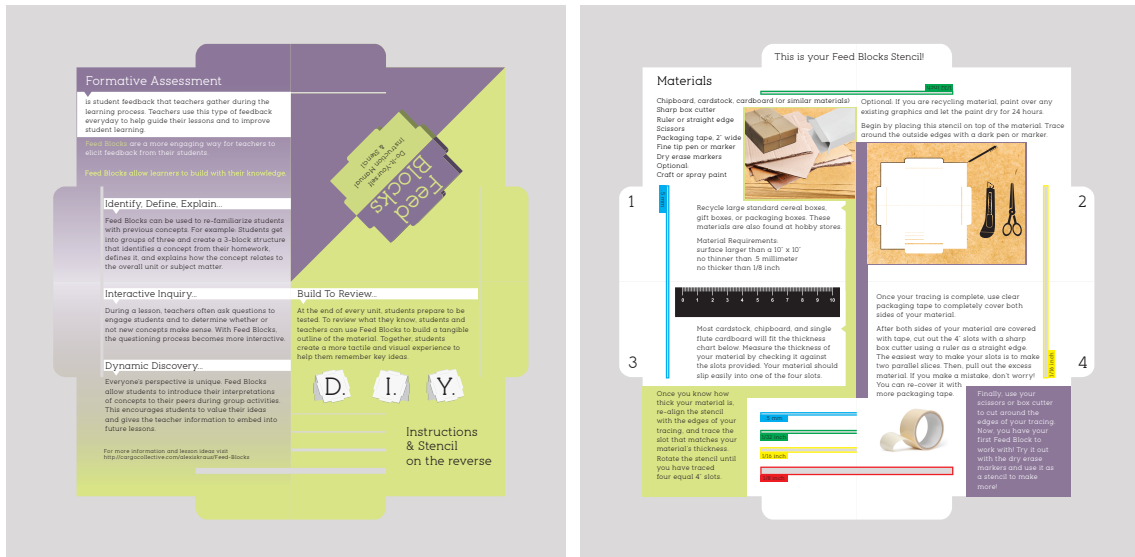 Formative Assessment
is student feedback that teachers gather during the
learning process. Teachers use this type of feedback
everyday to help guide their lessons and to improve
student learning.
Feed Blocks are a more engaging way for teachers to
elicit feedback from their students.
Feed Blocks allow learners to build with their knowledge.
Feed
Blocks
Do-It-Yourself
Instruction Manual
& Stencil
Identify, Define, Explain...
Feed Blocks can be used to re-familiarize students
with previous concepts. For example: Students get
into groups of three and create a 3-block structure
that identifies a concept from their homework,
defines it, and explains how the concept relates to
the overall unit or subject matter.
Interactive Inquiry...
During a lesson, teachers often ask questions to
engage students and to determine whether or
not new concepts make sense. With Feed Blocks,
the questioning process becomes more interactive.
Dynamic Discovery...
Everyone's perspective is unique. Feed Blocks
allow students to introduce their interpretations
of concepts to their peers during group activities.
This encourages students to value their ideas
and gives the teacher information to embed into
future lessons.
For more information and lesson ideas visit
http://cargocollective.com/alexiskraus/Feed-Blocks
Build To Review...
At the end of every unit, students prepare to be
tested. To review what they know, students and
teachers can use Feed Blocks to build a tangible
outline of the material. Together, students
create a more tactile and visual experience to
help them remember key ideas.
D. I. Y.
Instructions
& Stencil
on the reverse
This is your Feed Blocks Stencil!
Materials
Chipboard, cardstock, cardboard (or similar materials)
Sharp box cutter
Ruler or straight edge
Scissors
Packaging tape, 2" wide
Fine tip pen or marker
Dry erase markers
Optional:
Craft or spray paint
1/32 inch
Optional: If you are recycling material, paint over any
existing graphics and let the paint dry for 24 hours.
Begin by placing this stencil on top of the material. Trace
around the outside edges with a dark pen or marker.
1
2
Recycle large standard cereal boxes,
gift boxes, or packaging boxes. These
materials are also found at hobby stores.
Material Requirements:
surface larger than a 10" x 10"
no thinner than .5 millimeter
no thicker than 1/8 inch
0 1 2 3 4 5 6 7 8 9 10
Most cardstock, chipboard, and single
flute cardboard will fit the thickness
chart below. Measure the thickness of
your material by checking it against
the slots provided. Your material should
slip easily into one of the four slots.
Once your tracing is complete, use clear
packaging tape to completely cover both
sides of your material.
After both sides of your material are covered
with tape, cut out the 4" slots with a sharp
box cutter using a ruler as a straight edge.
The easiest way to make your slots is to make
two parallel slices. Then, pull out the excess
material. If you make a mistake, don't worry!
You can re-cover it with
more packaging tape.
3
4
1/16 inch
Once you know how
thick your material is,
re-align the stencil
with the edges of your
tracing, and trace the
slot that matches your
material's thickness.
Rotate the stencil until
you have traced
four equal 4" slots.
.5 mm
1/32 inch
1/16 inch
1/8 inch
Finally, use your
scissors or box cutter
to cut around the
edges of your tracing.
Now, you have your
first Feed Block to
work with! Try it out
with the dry erase
markers and use it as
a stencil to make
more!